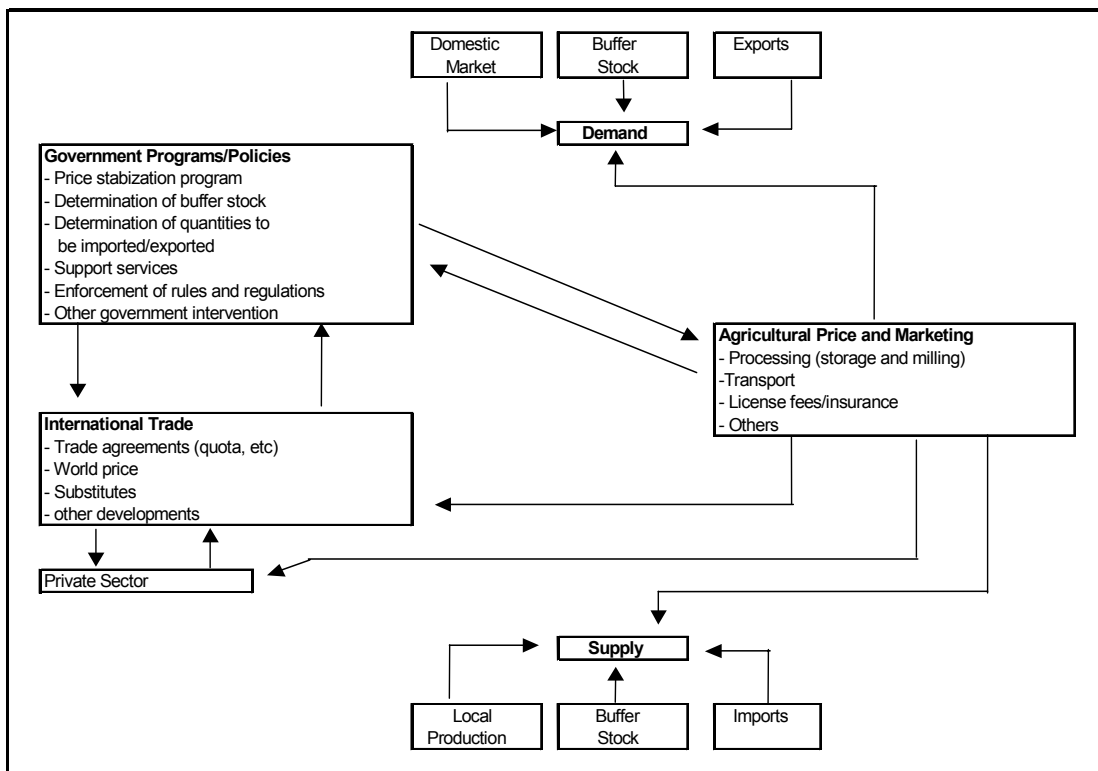 Domestic
Market
Buffer
Stock
Exports
Demand
Government Programs/Policies
- Price stabization program
- Determination of buffer stock
- Determination of quantities to
be imported/exported
- Support services
- Enforcement of rules and regulations
- Other government intervention
Agricultural Price and Marketing
- Processing (storage and milling)
-Transport
- License fees/insurance
- Others
International Trade
- Trade agreements (quota, etc)
- World price
- Substitutes
- other developments
Private Sector
Supply
Local
Production
Buffer
Stock
Imports